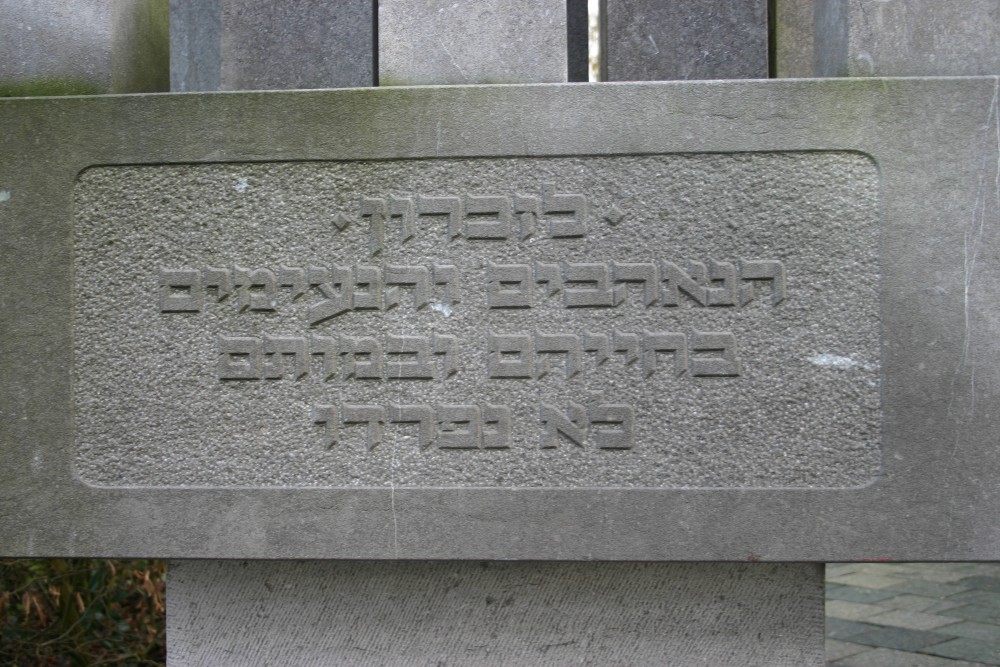 · לזכרון ·
הנאהבים והנעימים
בחייהם ובמותם
לא נפרדו